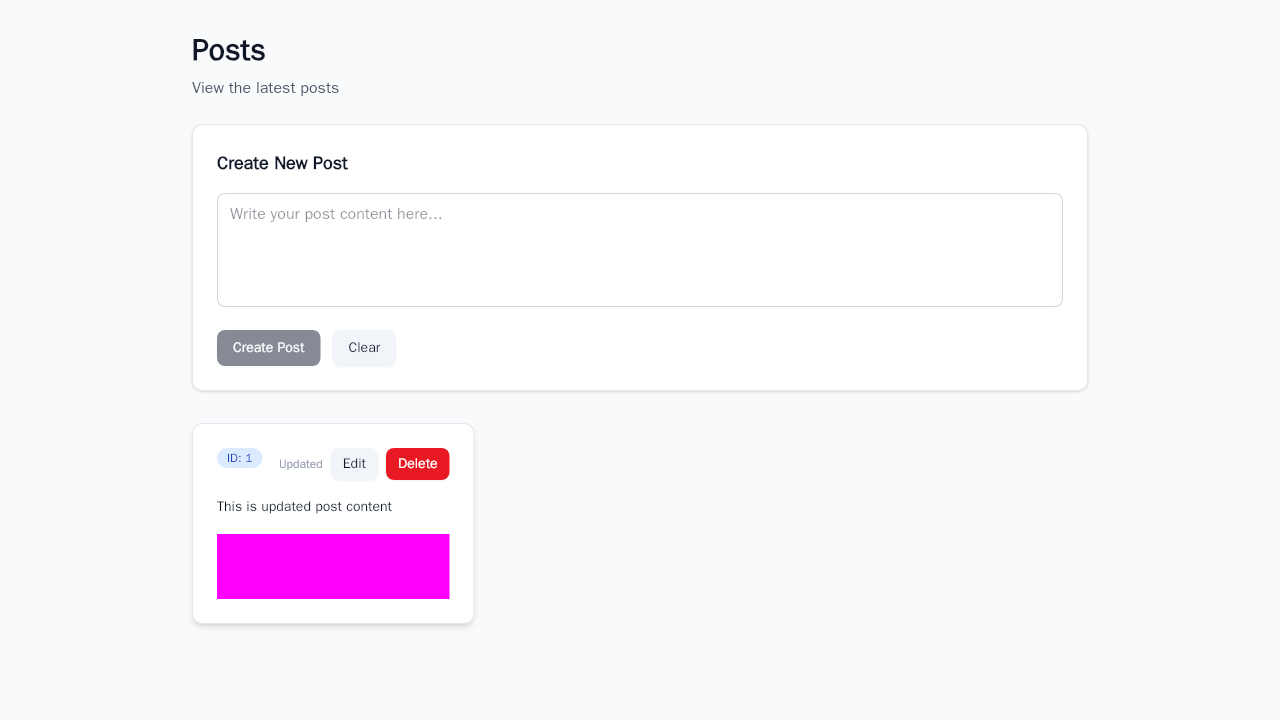 Posts
View the latest posts
Create New Post
Write your post content here...
Create Post Clear
ID: 1 Updated Edit Delete
This is updated post content